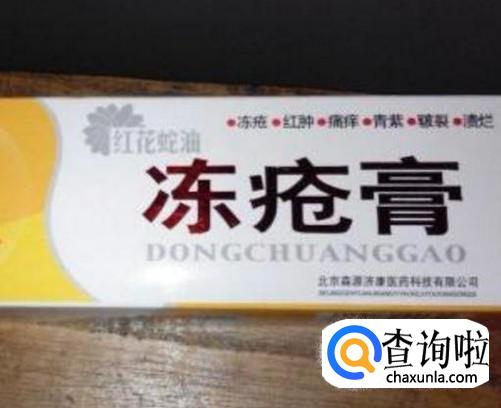 •冻疮 •红肿 •痛痒 •青紫 •皲裂 •溃烂
红花蛇油
冻疮膏
DONGCHUANGGAO
北京森源济康医药科技有限公司
查询啦
chaxunla.com